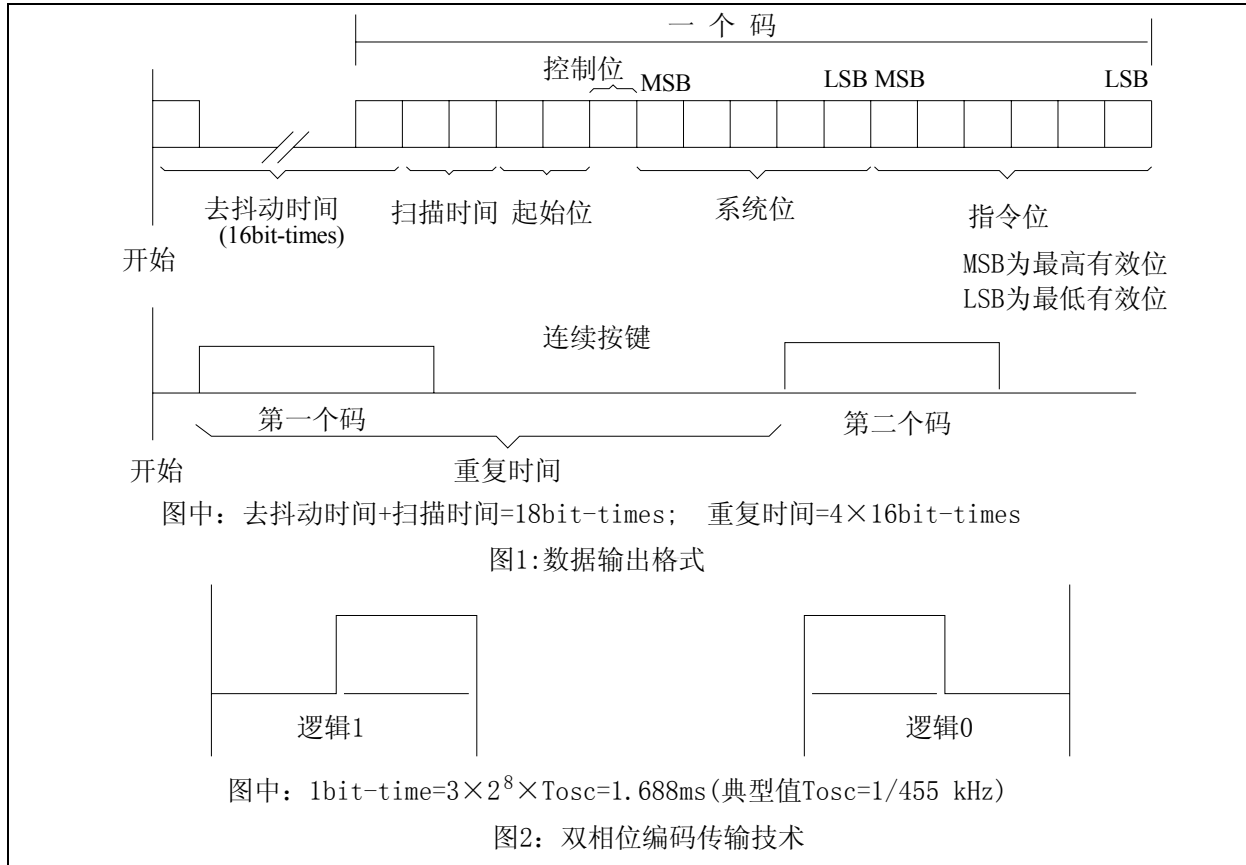 一 个 码
控制位
MSB
LSB MSB
LSB
去抖动时间
(16bit-times)
扫描时间
起始位
系统位
指令位
开始
MSB为最高有效位
LSB为最低有效位
连续按键
第一个码
第二个码
开始
重复时间
图中：去抖动时间+扫描时间=18bit-times; 重复时间=4×16bit-times
图1:数据输出格式
逻辑1
逻辑0
图中：1bit-time=3×2⁸×Tosc=1.688ms(典型值Tosc=1/455 kHz)
图2：双相位编码传输技术